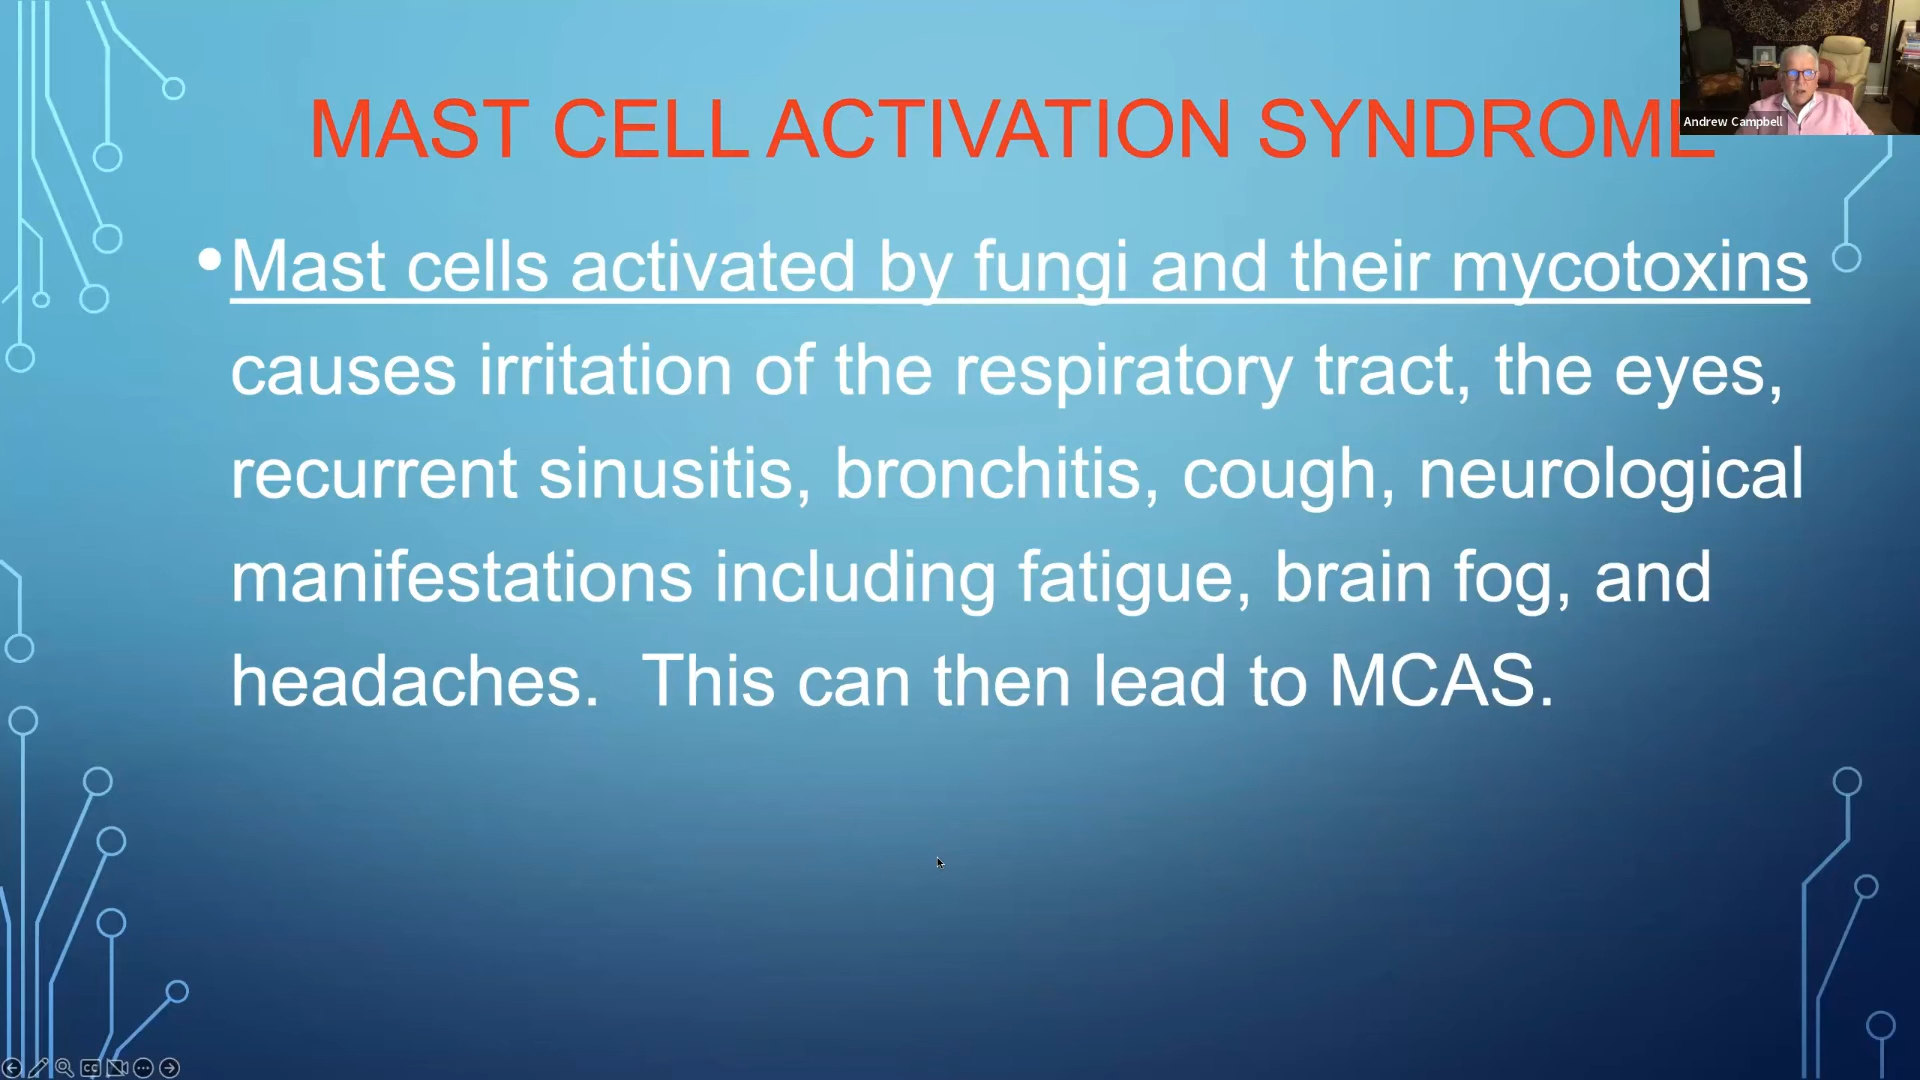 MAST CELL ACTIVATION SYNDROME
Andrew Campbell
•Mast cells activated by fungi and their mycotoxins
causes irritation of the respiratory tract, the eyes,
recurrent sinusitis, bronchitis, cough, neurological
manifestations including fatigue, brain fog, and
headaches.  This can then lead to MCAS.
CC